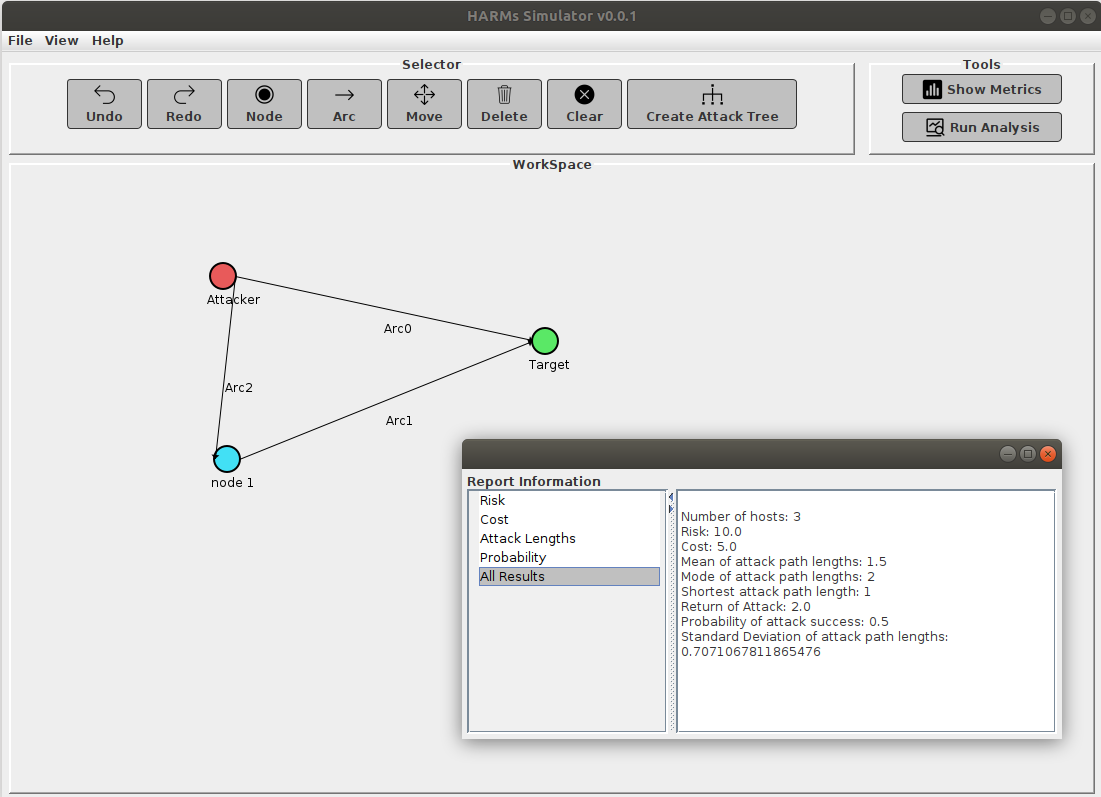 HARMs Simulator v0.0.1
File View Help
Selector
Tools
Undo Redo Node Arc Move Delete Clear Create Attack Tree
Show Metrics
Run Analysis
WorkSpace
Attacker
Arc0
Target
Arc2
Arc1
node 1
Report Information
Risk
Cost
Attack Lengths
Probability
All Results
Number of hosts: 3
Risk: 10.0
Cost: 5.0
Mean of attack path lengths: 1.5
Mode of attack path lengths: 2
Shortest attack path length: 1
Return of Attack: 2.0
Probability of attack success: 0.5
Standard Deviation of attack path lengths:
0.7071067811865476